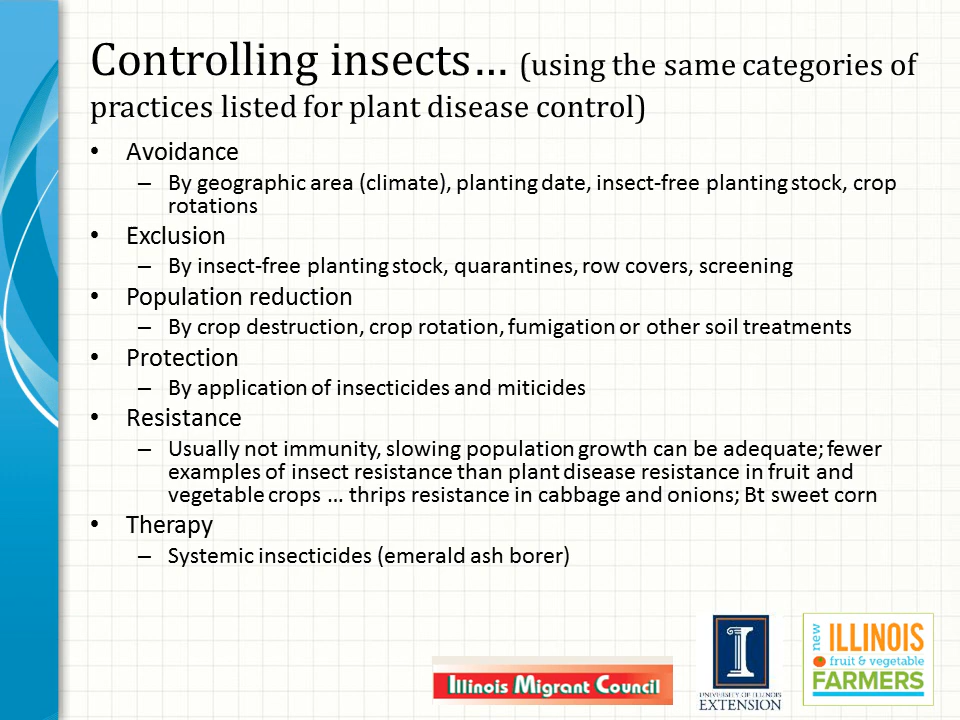 Controlling insects… (using the same categories of
practices listed for plant disease control)
• Avoidance
– By geographic area (climate), planting date, insect-free planting stock, crop
rotations
• Exclusion
– By insect-free planting stock, quarantines, row covers, screening
• Population reduction
– By crop destruction, crop rotation, fumigation or other soil treatments
• Protection
– By application of insecticides and miticides
• Resistance
– Usually not immunity, slowing population growth can be adequate; fewer
examples of insect resistance than plant disease resistance in fruit and
vegetable crops … thrips resistance in cabbage and onions; Bt sweet corn
• Therapy
– Systemic insecticides (emerald ash borer)
Illinois Migrant Council
I
UNIVERSITY OF ILLINOIS
EXTENSION
new
ILLINOIS
fruit & vegetable
FARMERS